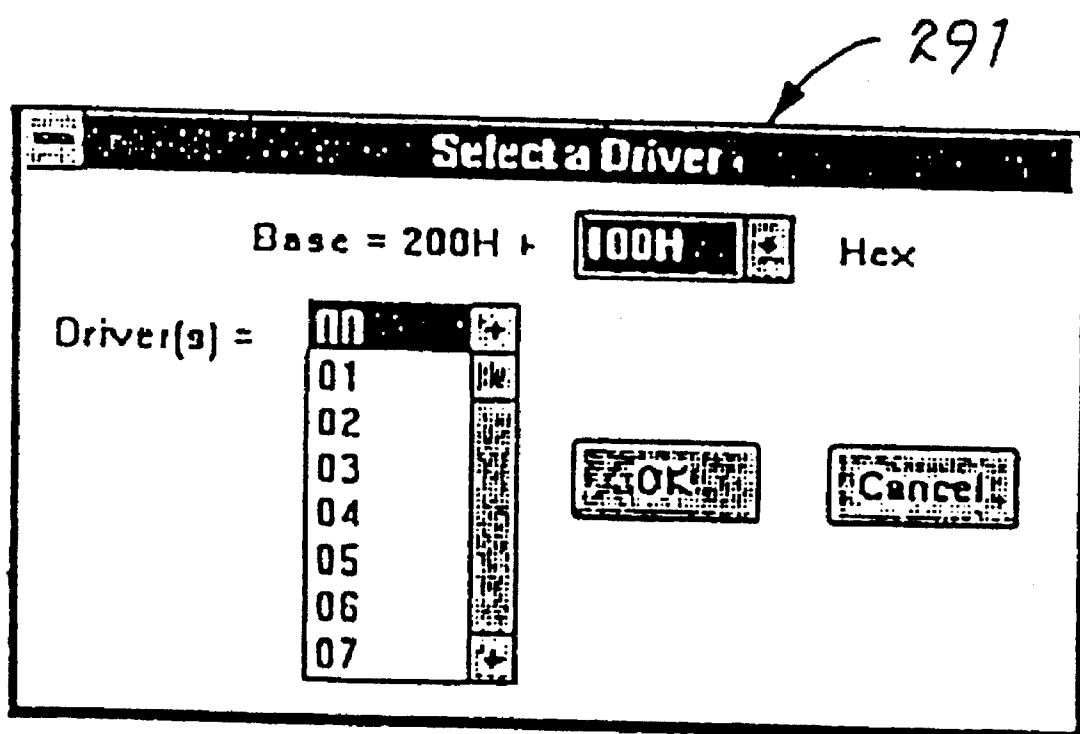 291
Select a Driver
Base = 200H + 100H Hex
Driver(s) =
00
01
02
03
04
05
06
07
OK
Cancel